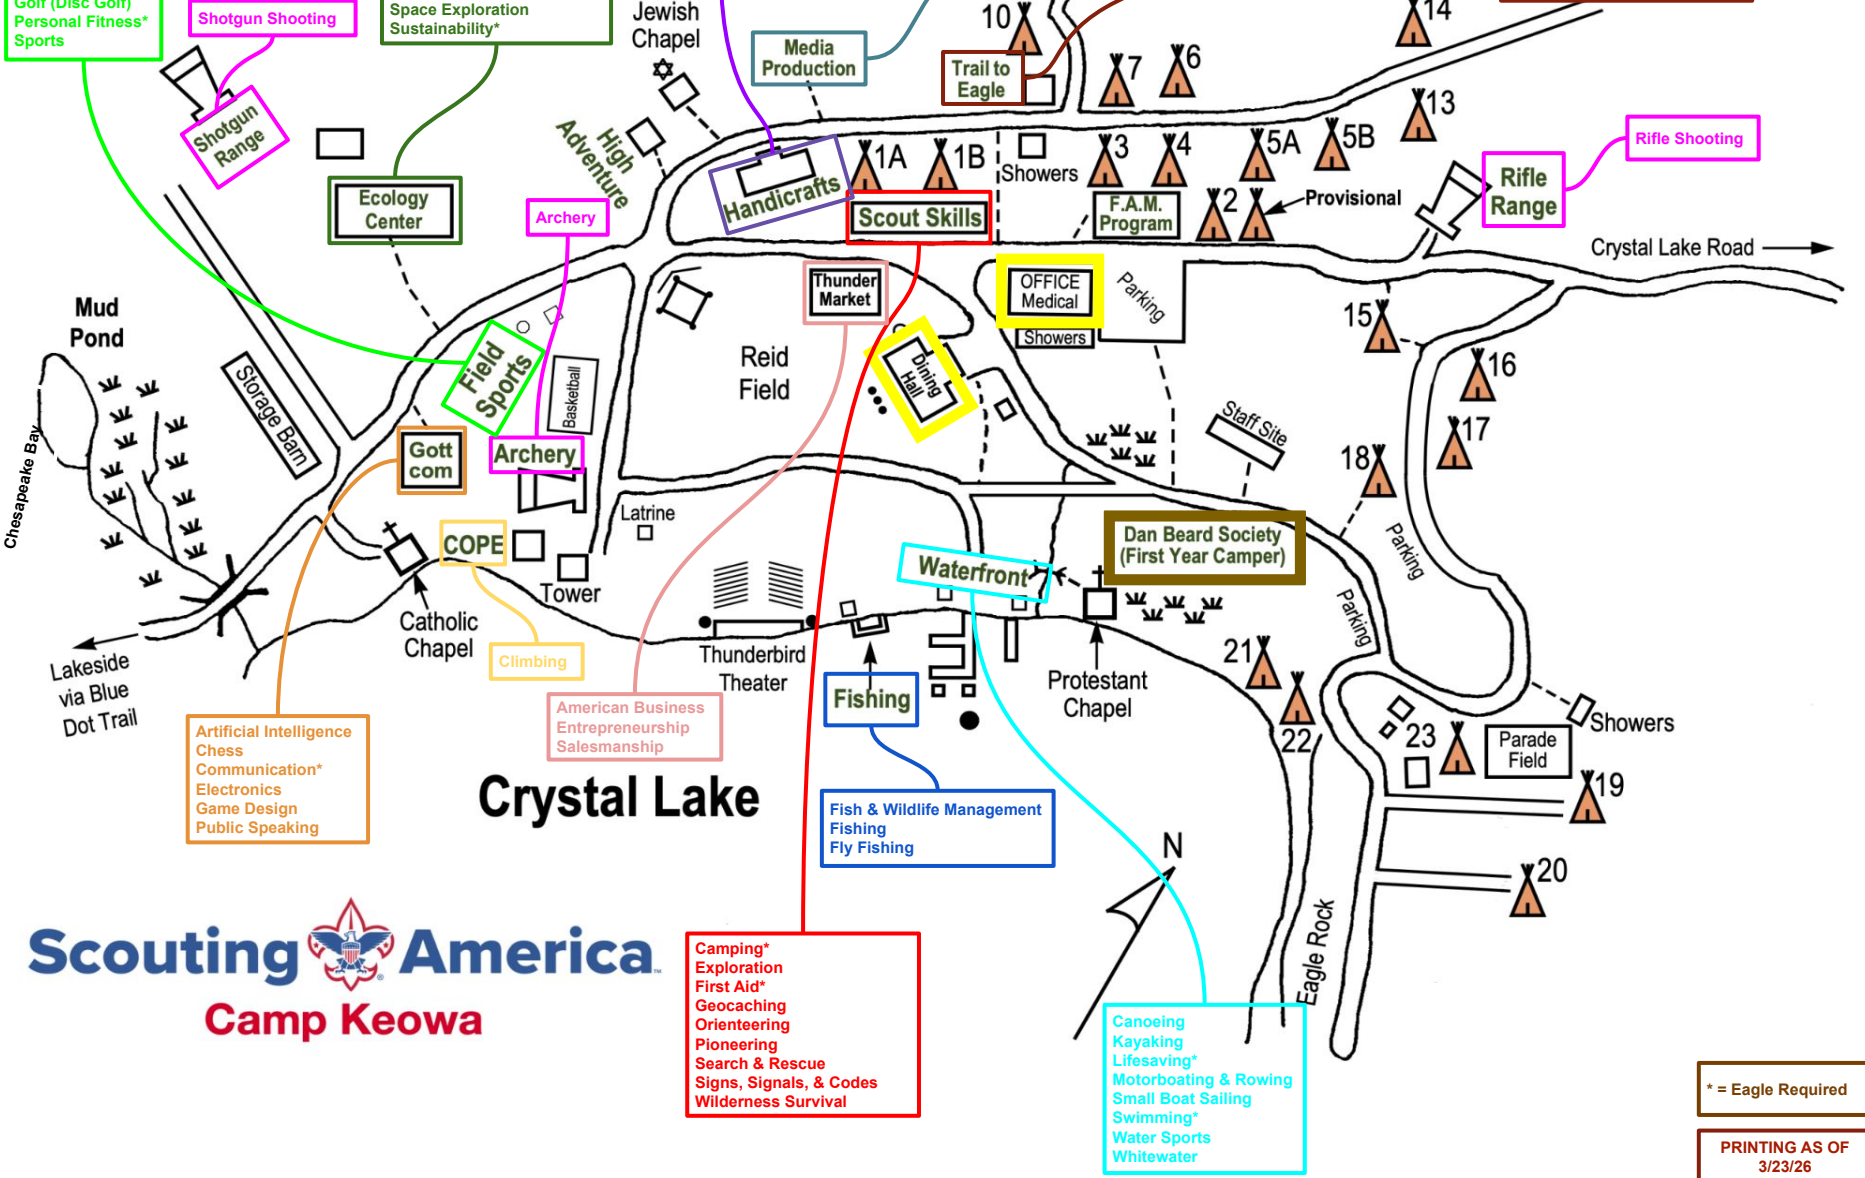 Golf (Disc Golf)
Personal Fitness*
Sports
Shotgun Shooting
Space Exploration
Sustainability*
Jewish
Chapel
Media
Production
10
Trail to
Eagle
7
6
14
13
Shotgun
Range
High
Adventure
Ecology
Center
Archery
Handicrafts
1A
1B
Scout Skills
Showers
3
4
5A
5B
F.A.M.
Program
2
Provisional
Rifle
Range
Rifle Shooting
Crystal Lake Road
Mud
Pond
Chesapeake Bay
Storage Barn
Field
Sports
Basketball
Reid
Field
Thunder
Market
OFFICE
Medical
Showers
Parking
Dining
Hall
15
16
17
18
Staff Site
Gott
com
Archery
COPE
Tower
Latrine
Catholic
Chapel
Climbing
Lakeside
via Blue
Dot Trail
Thunderbird
Theater
Waterfront
Dan Beard Society
(First Year Camper)
Parking
Parking
Fishing
Protestant
Chapel
21
22
23
Parade
Field
Showers
19
20
Eagle Rock
N
Artificial Intelligence
Chess
Communication*
Electronics
Game Design
Public Speaking
American Business
Entrepreneurship
Salesmanship
Crystal Lake
Fish & Wildlife Management
Fishing
Fly Fishing
Scouting America
Camp Keowa
Camping*
Exploration
First Aid*
Geocaching
Orienteering
Pioneering
Search & Rescue
Signs, Signals, & Codes
Wilderness Survival
Canoeing
Kayaking
Lifesaving*
Motorboating & Rowing
Small Boat Sailing
Swimming*
Water Sports
Whitewater
* = Eagle Required
PRINTING AS OF
3/23/26